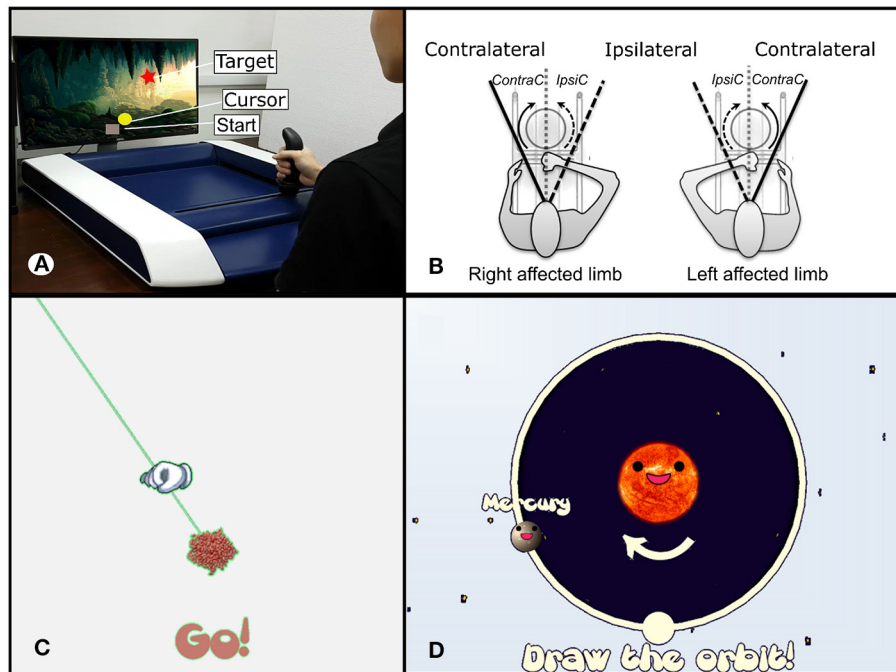 Target
Cursor
Start
A
Contralateral Ipsilateral Contralateral
ContraC IpsiC IpsiC ContraC
Right affected limb Left affected limb
B
Go!
C
Mercury
Draw the orbit!
D